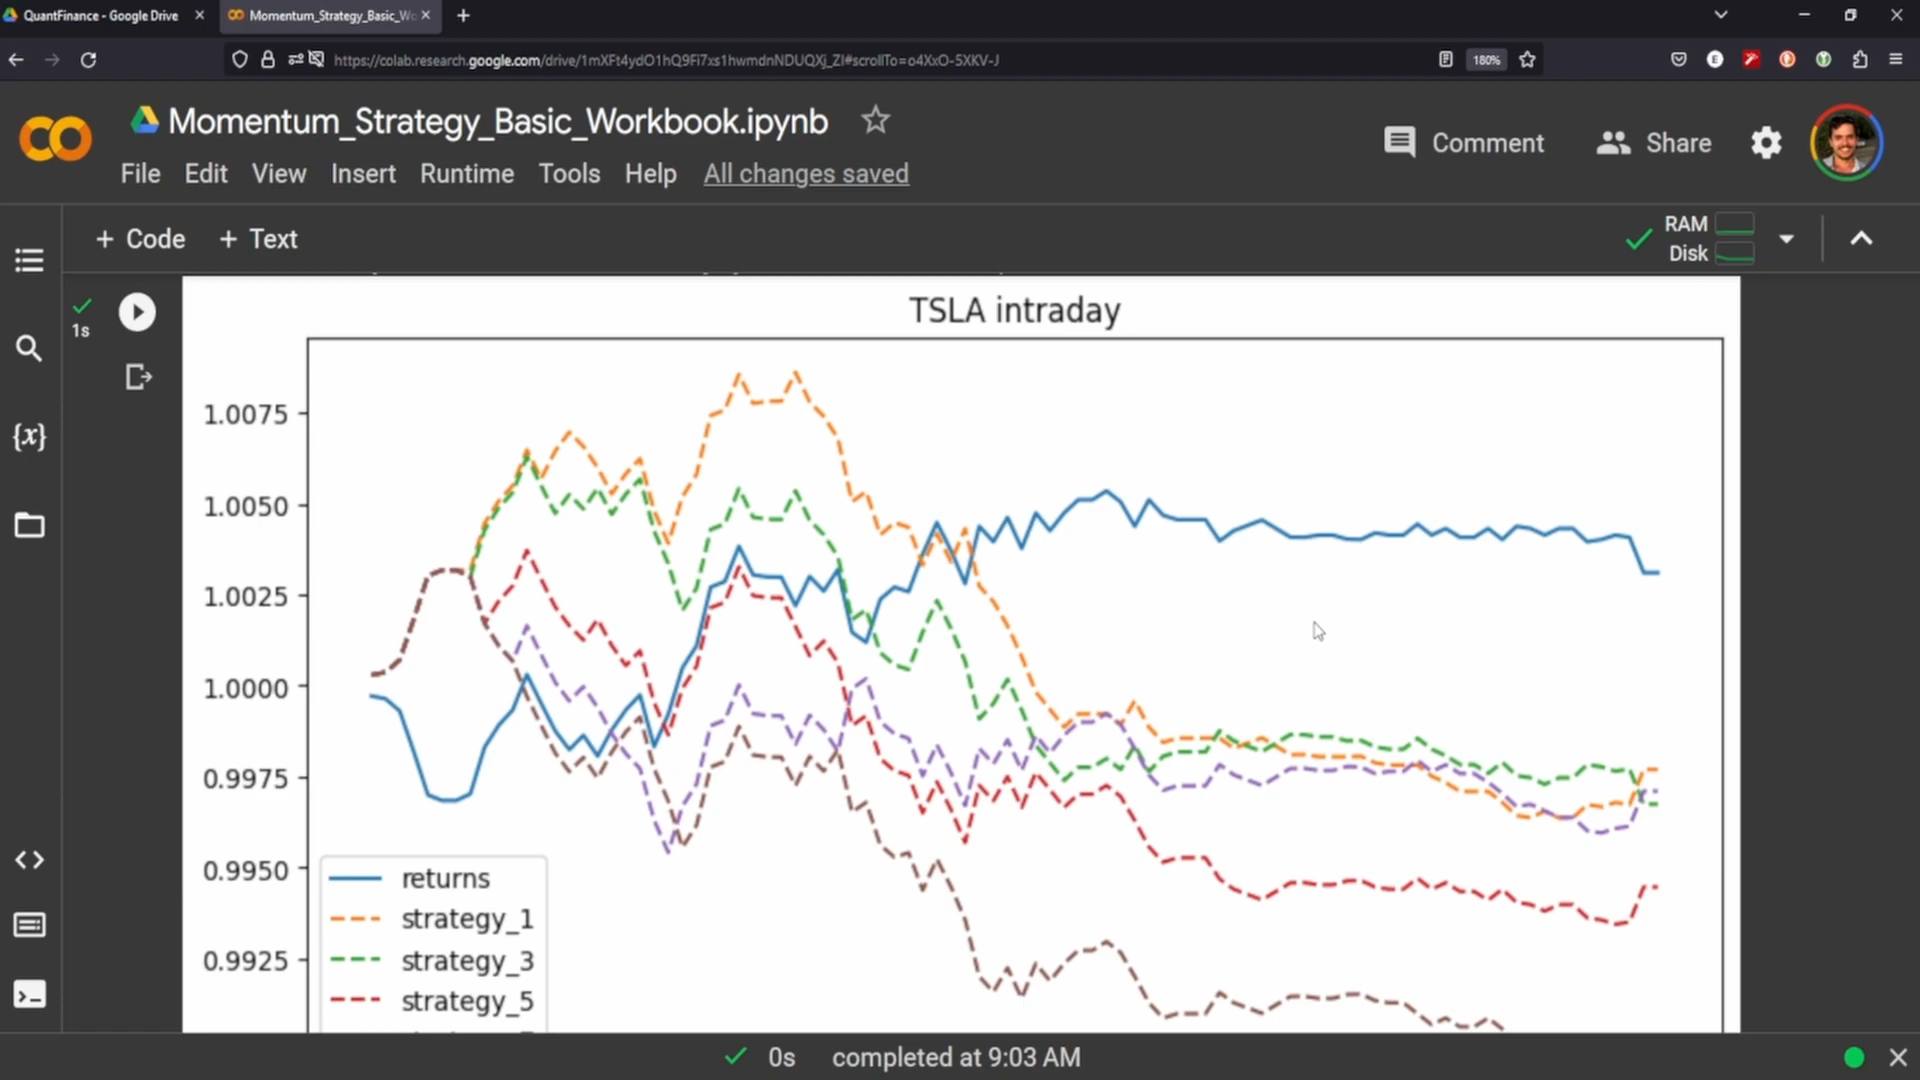 QuantFinance - Google Drive
Momentum_Strategy_Basic_Wo
https://colab.research.google.com/drive/1mXFt4ydO1hQ9Fi7xs1hwmdnNDUQXj_ZI#scrollTo=o4XxO-5XKV-J
180%
Momentum_Strategy_Basic_Workbook.ipynb
Comment
Share
File Edit View Insert Runtime Tools Help All changes saved
+ Code + Text
RAM
Disk
1s
TSLA intraday
1.0075
1.0050
1.0025
1.0000
0.9975
0.9950
0.9925
returns
strategy_1
strategy_3
strategy_5
0s completed at 9:03 AM